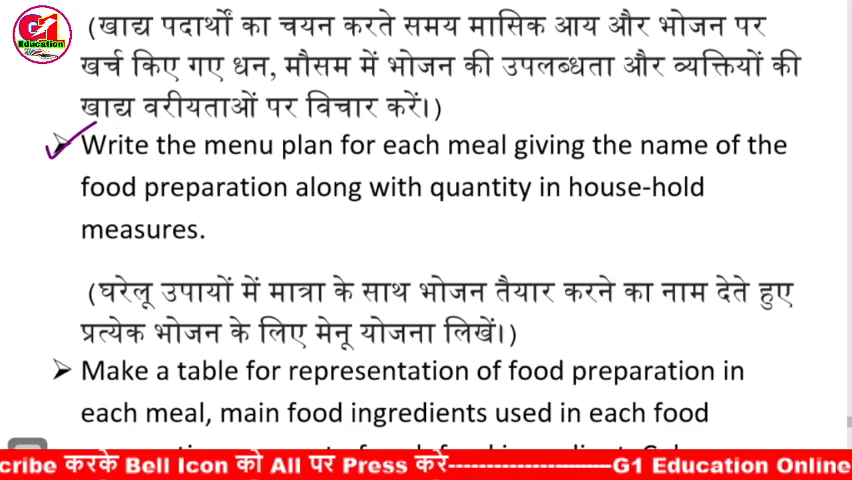 G1
Education
(खाद्य पदार्थों का चयन करते समय मासिक आय और भोजन पर
खर्च किए गए धन, मौसम में भोजन की उपलब्धता और व्यक्तियों की
खाद्य वरीयताओं पर विचार करें।)
➢ Write the menu plan for each meal giving the name of the
food preparation along with quantity in house-hold
measures.
(घरेलू उपायों में मात्रा के साथ भोजन तैयार करने का नाम देते हुए
प्रत्येक भोजन के लिए मेनू योजना लिखें।)
➢ Make a table for representation of food preparation in
each meal, main food ingredients used in each food
cribe करके Bell Icon को All पर Press करे-----------------------G1 Education Online